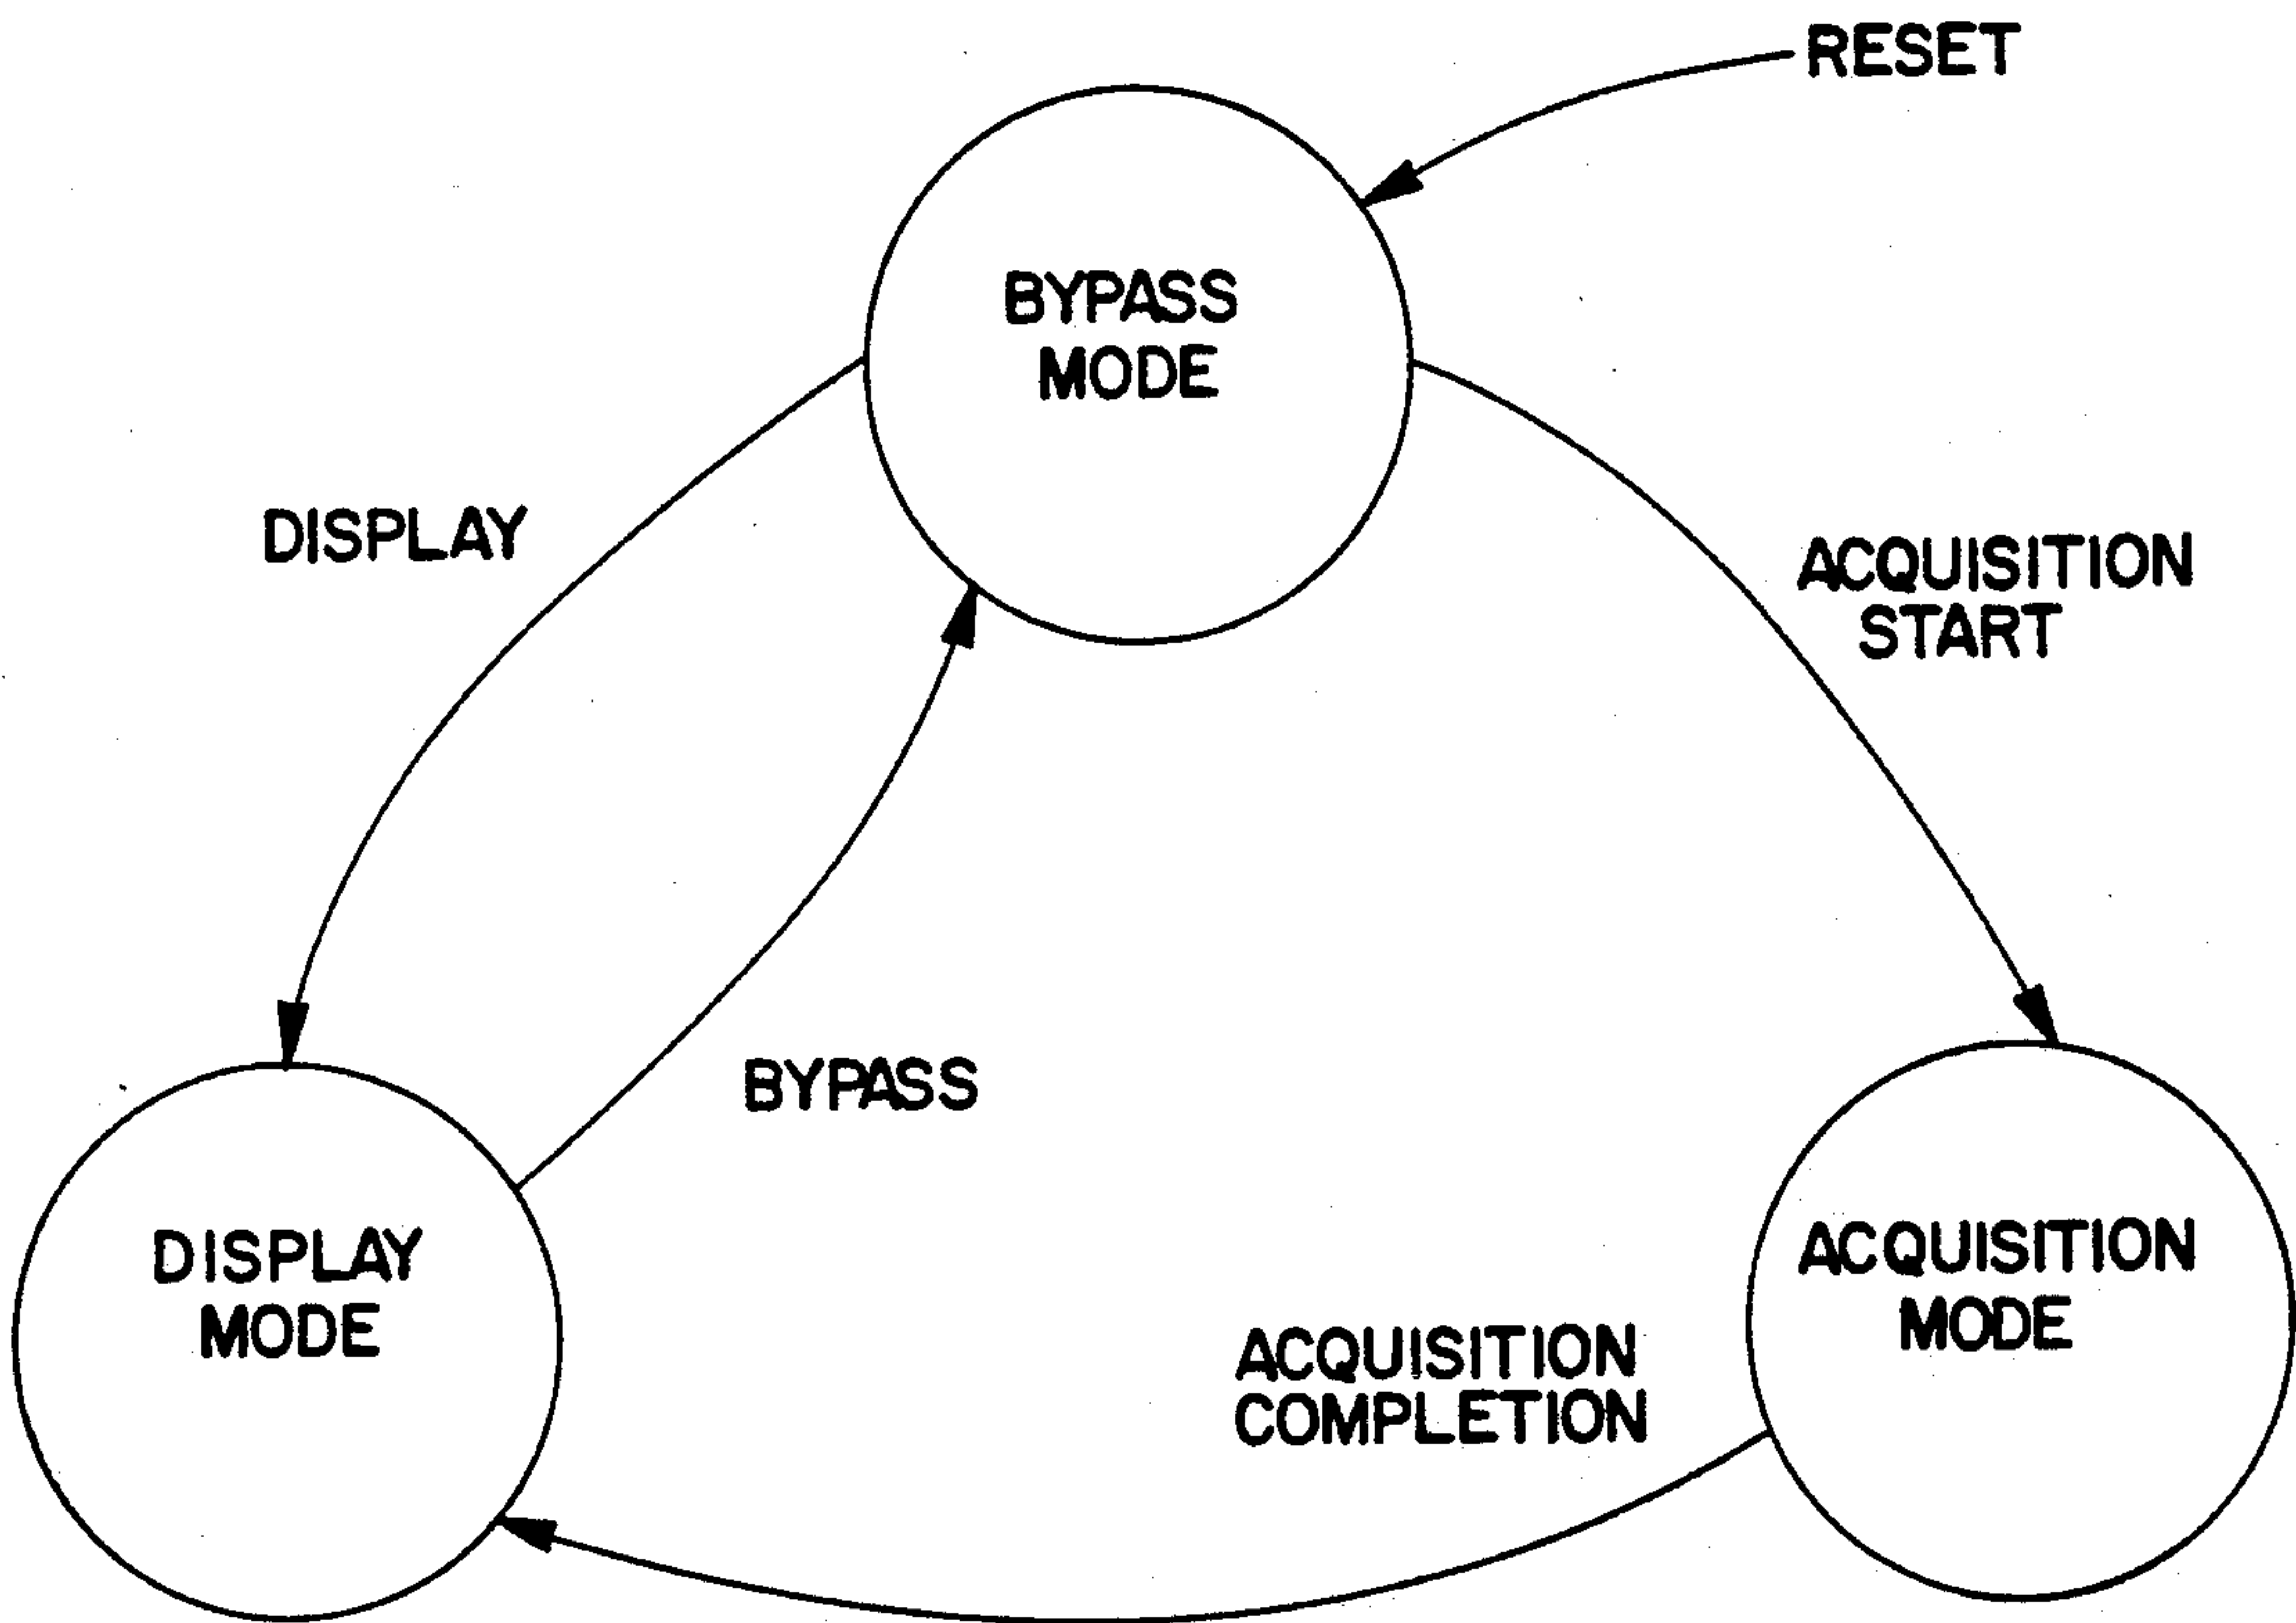 RESET
BYPASS
MODE
DISPLAY
ACQUISITION
START
BYPASS
DISPLAY
MODE
ACQUISITION
MODE
ACQUISITION
COMPLETION